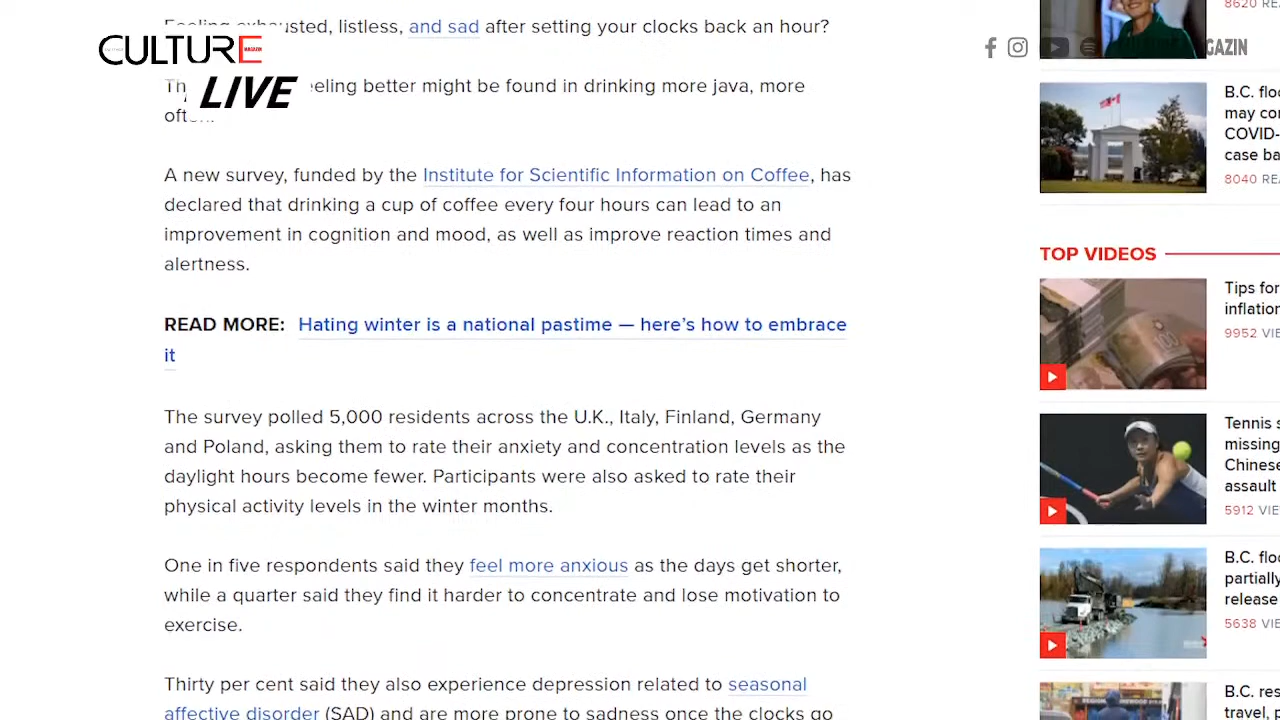 Feeling exhausted, listless, and sad after setting your clocks back an hour?
CULTURE
MAGAZIN
LIVE
eling better might be found in drinking more java, more
often.
A new survey, funded by the Institute for Scientific Information on Coffee, has
declared that drinking a cup of coffee every four hours can lead to an
improvement in cognition and mood, as well as improve reaction times and
alertness.
READ MORE: Hating winter is a national pastime — here's how to embrace
it
The survey polled 5,000 residents across the U.K., Italy, Finland, Germany
and Poland, asking them to rate their anxiety and concentration levels as the
daylight hours become fewer. Participants were also asked to rate their
physical activity levels in the winter months.
One in five respondents said they feel more anxious as the days get shorter,
while a quarter said they find it harder to concentrate and lose motivation to
exercise.
Thirty per cent said they also experience depression related to seasonal
affective disorder (SAD) more prone to sadness once the clocks go
8620 REA
GAZIN
B.C. floo
may con
COVID-
case ba
8040 REA
TOP VIDEOS
Tips for
inflation
9952 VIE
Tennis s
missing
Chinese
assault
5912 VIE
B.C. floo
partially
release
5638 VIE
B.C. res
travel, p